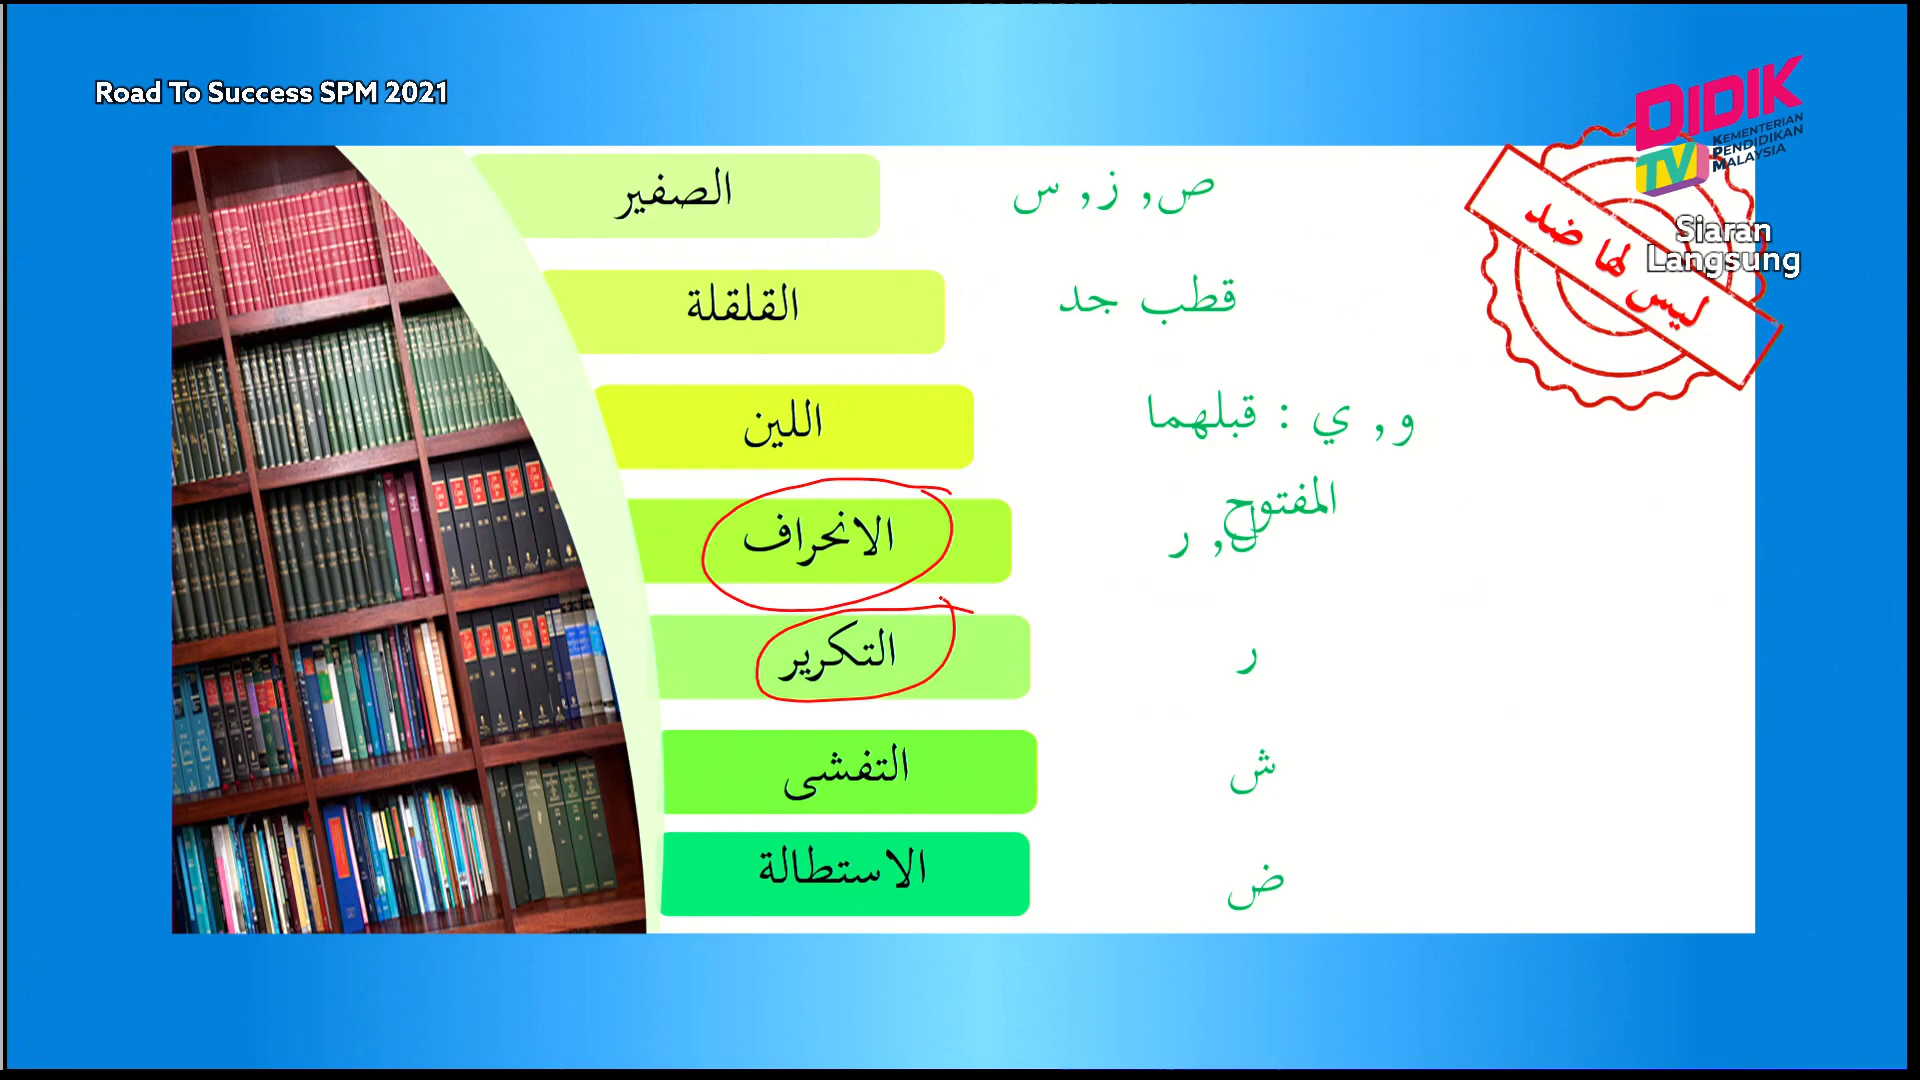 Road To Success SPM 2021
DIDIK
TV
KEMENTERIAN
PENDIDIKAN
MALAYSIA
Siaran
Langsung
ليس لها ضد
الصفير
ص, ز, س
القلقلة
قطب جد
اللين
و, ي : قبلهما
المفتوح
الانحراف
ل, ر
التكرير
ر
التفشى
ش
الاستطالة
ض